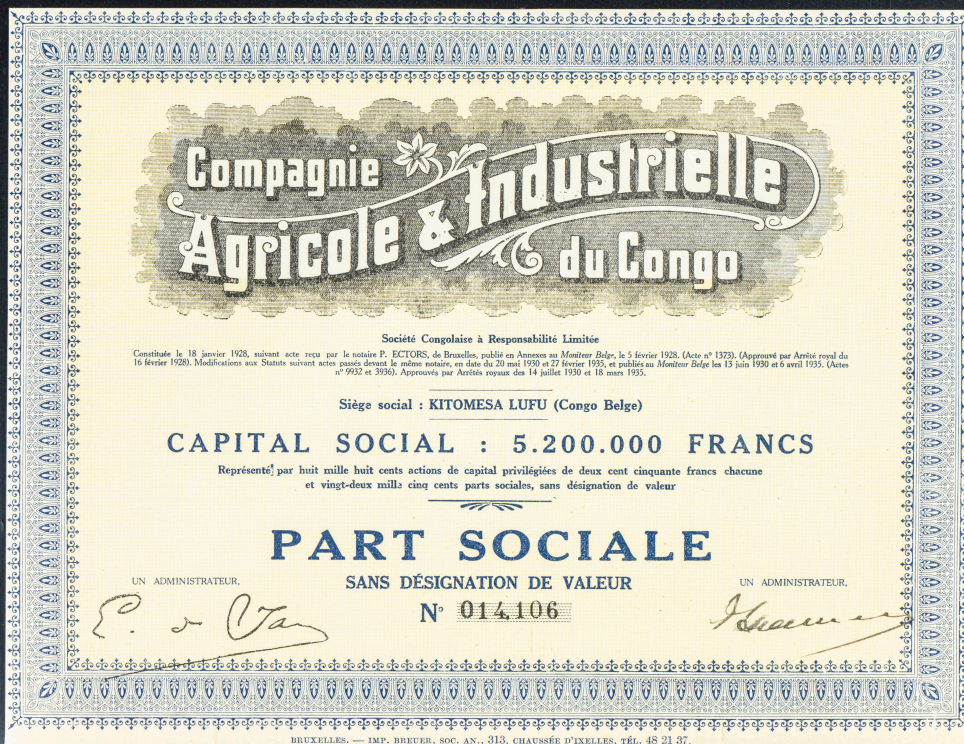 Compagnie
Agricole & Industrielle
du Congo
Société Congolaise à Responsabilité Limitée
Constituée le 18 janvier 1928, suivant acte reçu par le notaire P. ECTORS, de Bruxelles, publié en Annexes au Moniteur Belge, le 5 février 1928. (Acte nº 1373). (Approuvé par Arrêté royal du
16 février 1928). Modifications aux Statuts suivant actes passés devant le même notaire, en date du 20 mai 1930 et 27 février 1935, et publiés au Moniteur Belge les 13 juin 1930 et 6 avril 1935. (Actes
nº 9932 et 3936). Approuvés par Arrêtés royaux des 14 juillet 1930 et 18 mars 1935.
Siège social : KITOMESA LUFU (Congo Belge)
CAPITAL SOCIAL : 5.200.000 FRANCS
Représenté par huit mille huit cents actions de capital privilégiées de deux cent cinquante francs chacune
et vingt-deux mille cinq cents parts sociales, sans désignation de valeur
PART SOCIALE
SANS DÉSIGNATION DE VALEUR
UN ADMINISTRATEUR,
UN ADMINISTRATEUR,
Nº 014,106
BRUXELLES. — IMP. BREUER, SOC. AN., 313, CHAUSSÉE D'IXELLES, TÉL. 48 21 37.